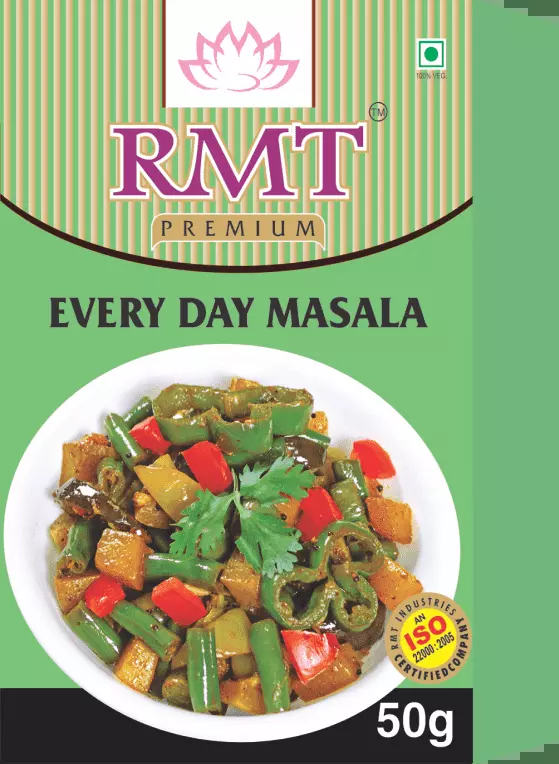 100% VEG.
TM
RMT
PREMIUM
EVERY DAY MASALA
RMT INDUSTRIES
AN
ISO
22000:2005
CERTIFIED COMPANY
50g